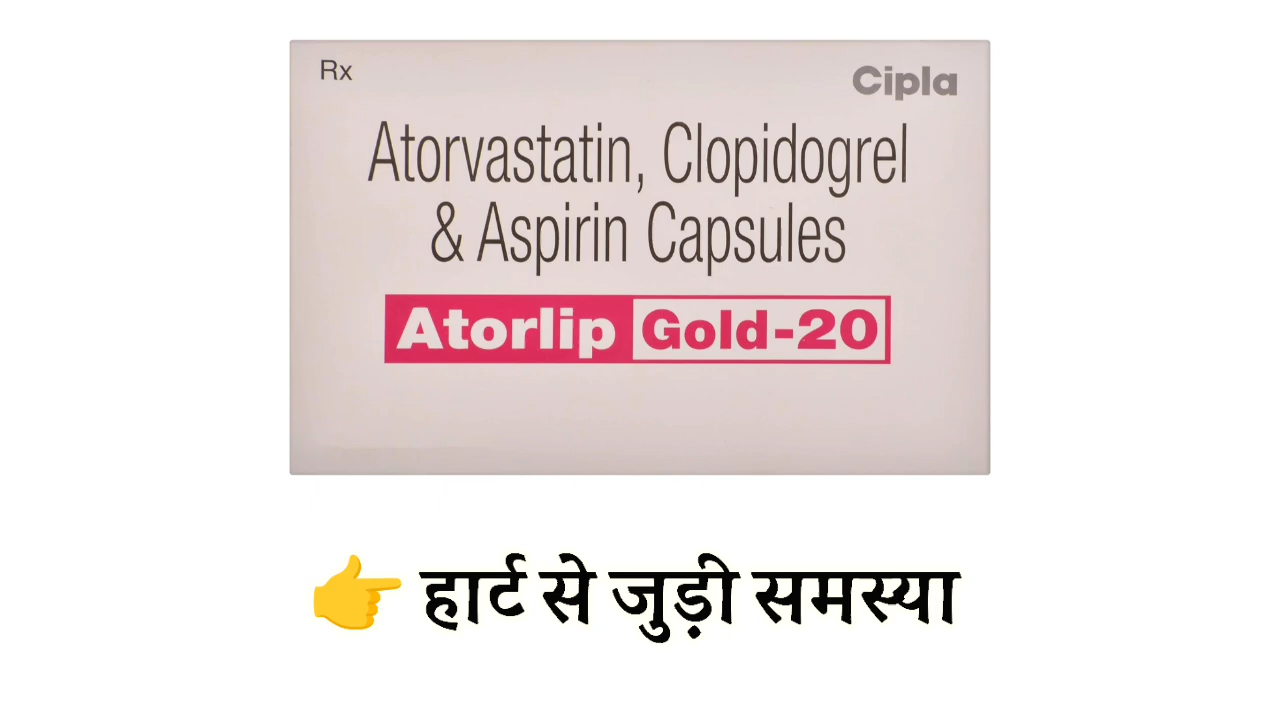 Rx
Cipla
Atorvastatin, Clopidogrel
& Aspirin Capsules
Atorlip Gold-20
👉 हार्ट से जुड़ी समस्या